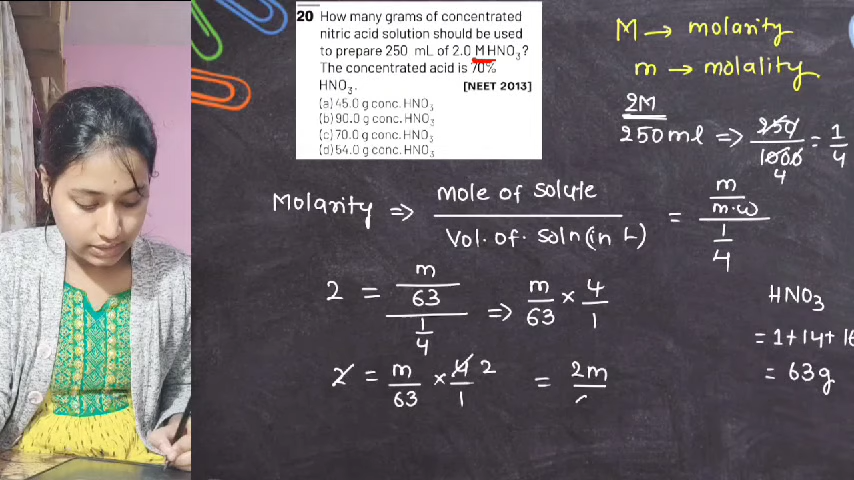 20 How many grams of concentrated
nitric acid solution should be used
to prepare 250 mL of 2.0 M HNO₃?
The concentrated acid is 70%
HNO₃. [NEET 2013]
(a) 45.0 g conc. HNO₃
(b) 90.0 g conc. HNO₃
(c) 70.0 g conc. HNO₃
(d) 54.0 g conc. HNO₃
M → molarity
m → molality
2M
250 ml => 250/1000 = 1/4
4
Molarity => mole of solute / Vol. of. soln (in L) = (m/m.w) / (1/4)
2 = (m/63) / (1/4) => m/63 × 4/1
HNO₃
= 1+14+16
= 63g
2 = m/63 × 4/1 2 = 2m